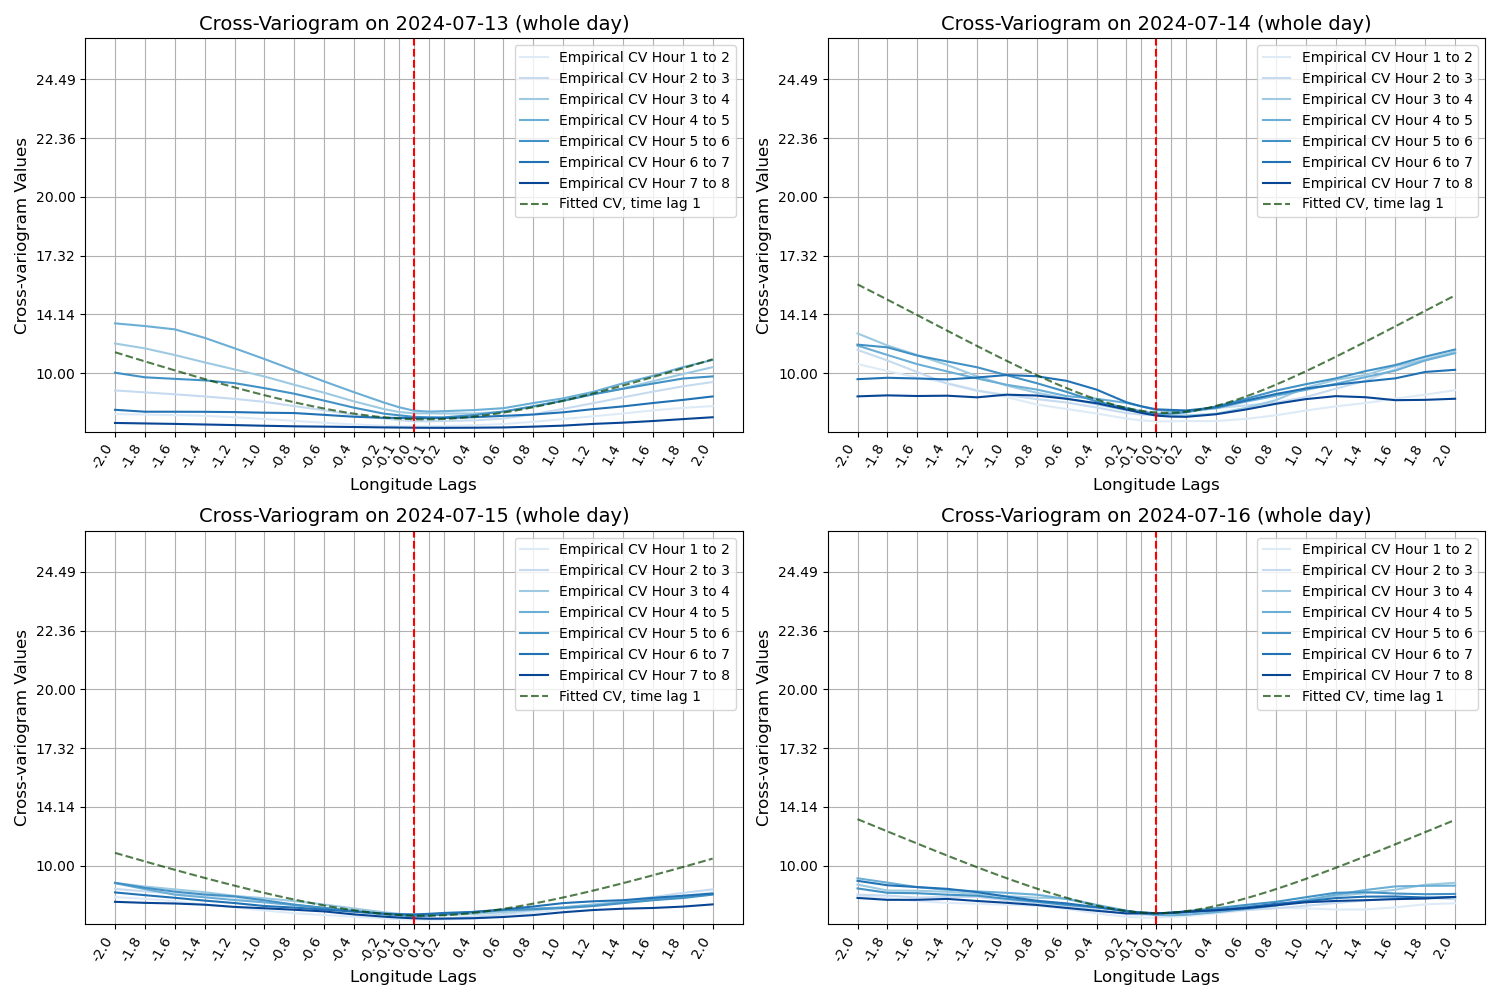 Cross-Variogram on 2024-07-13 (whole day)
Cross-variogram Values
24.49
22.36
20.00
17.32
14.14
10.00
Empirical CV Hour 1 to 2
Empirical CV Hour 2 to 3
Empirical CV Hour 3 to 4
Empirical CV Hour 4 to 5
Empirical CV Hour 5 to 6
Empirical CV Hour 6 to 7
Empirical CV Hour 7 to 8
Fitted CV, time lag 1
-2.0 -1.8 -1.6 -1.4 -1.2 -1.0 -0.8 -0.6 -0.4 -0.2 -0.1 0.0 0.1 0.2 0.4 0.6 0.8 1.0 1.2 1.4 1.6 1.8 2.0
Longitude Lags
Cross-Variogram on 2024-07-14 (whole day)
Cross-variogram Values
24.49
22.36
20.00
17.32
14.14
10.00
Empirical CV Hour 1 to 2
Empirical CV Hour 2 to 3
Empirical CV Hour 3 to 4
Empirical CV Hour 4 to 5
Empirical CV Hour 5 to 6
Empirical CV Hour 6 to 7
Empirical CV Hour 7 to 8
Fitted CV, time lag 1
-2.0 -1.8 -1.6 -1.4 -1.2 -1.0 -0.8 -0.6 -0.4 -0.2 -0.1 0.0 0.1 0.2 0.4 0.6 0.8 1.0 1.2 1.4 1.6 1.8 2.0
Longitude Lags
Cross-Variogram on 2024-07-15 (whole day)
Cross-variogram Values
24.49
22.36
20.00
17.32
14.14
10.00
Empirical CV Hour 1 to 2
Empirical CV Hour 2 to 3
Empirical CV Hour 3 to 4
Empirical CV Hour 4 to 5
Empirical CV Hour 5 to 6
Empirical CV Hour 6 to 7
Empirical CV Hour 7 to 8
Fitted CV, time lag 1
-2.0 -1.8 -1.6 -1.4 -1.2 -1.0 -0.8 -0.6 -0.4 -0.2 -0.1 0.0 0.1 0.2 0.4 0.6 0.8 1.0 1.2 1.4 1.6 1.8 2.0
Longitude Lags
Cross-Variogram on 2024-07-16 (whole day)
Cross-variogram Values
24.49
22.36
20.00
17.32
14.14
10.00
Empirical CV Hour 1 to 2
Empirical CV Hour 2 to 3
Empirical CV Hour 3 to 4
Empirical CV Hour 4 to 5
Empirical CV Hour 5 to 6
Empirical CV Hour 6 to 7
Empirical CV Hour 7 to 8
Fitted CV, time lag 1
-2.0 -1.8 -1.6 -1.4 -1.2 -1.0 -0.8 -0.6 -0.4 -0.2 -0.1 0.0 0.1 0.2 0.4 0.6 0.8 1.0 1.2 1.4 1.6 1.8 2.0
Longitude Lags